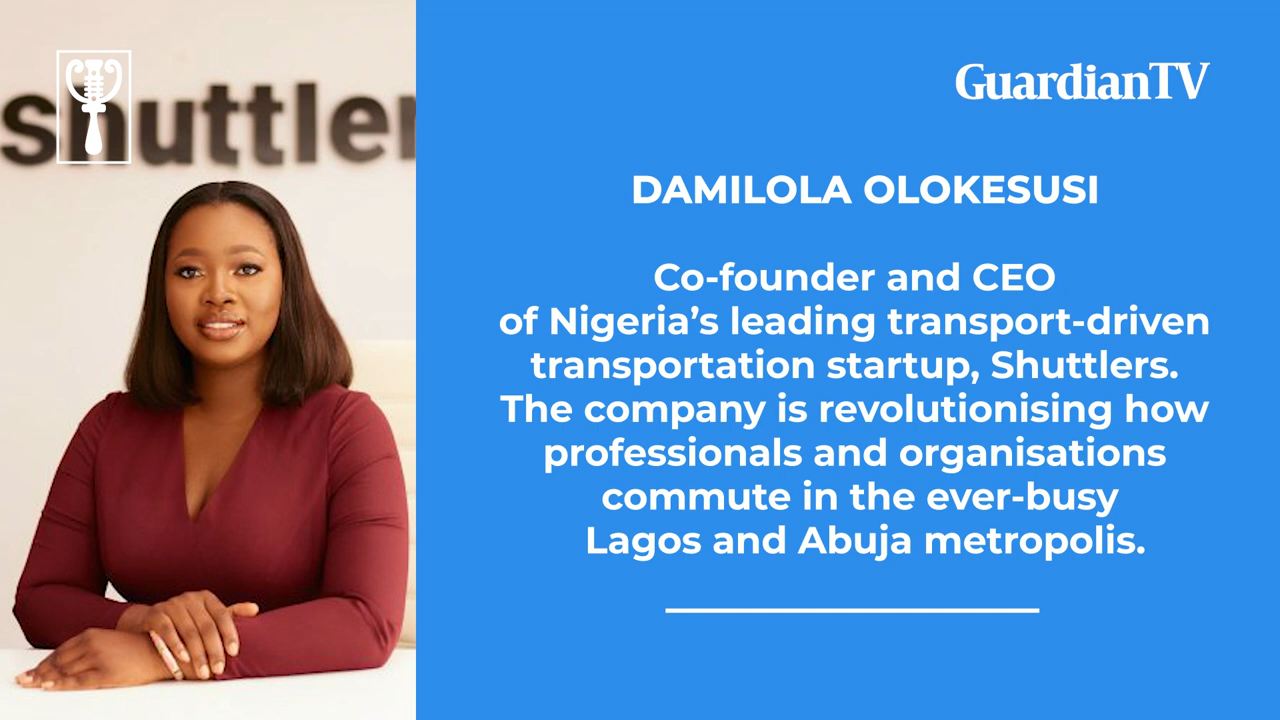 shuttler
GuardianTV
DAMILOLA OLOKESUSI
Co-founder and CEO
of Nigeria’s leading transport-driven
transportation startup, Shuttlers.
The company is revolutionising how
professionals and organisations
commute in the ever-busy
Lagos and Abuja metropolis.